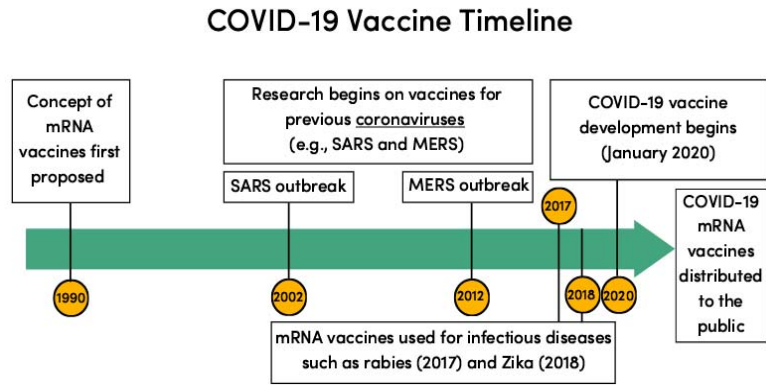 COVID-19 Vaccine Timeline
Concept of
mRNA
vaccines first
proposed
Research begins on vaccines for
previous coronaviruses
(e.g., SARS and MERS)
COVID-19 vaccine
development begins
(January 2020)
SARS outbreak
MERS outbreak
2017
COVID-19
mRNA
vaccines
distributed
to the
public
1990
2002
2012
2018
2020
mRNA vaccines used for infectious diseases
such as rabies (2017) and Zika (2018)